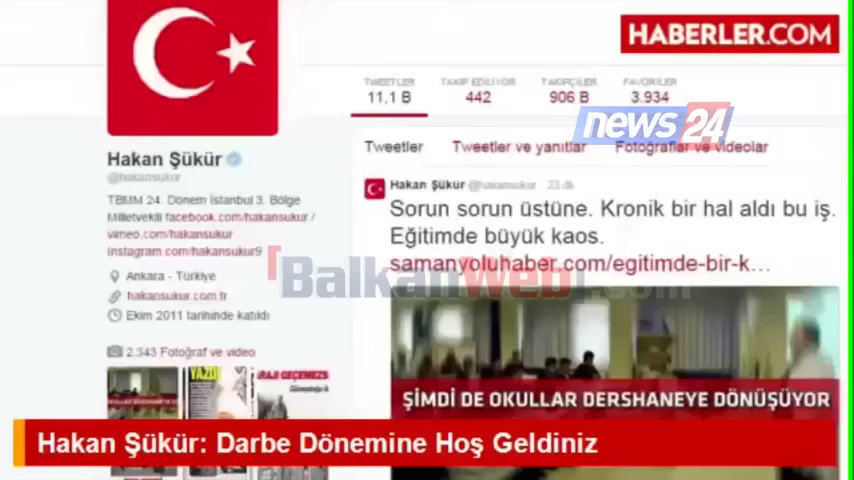 HABERLER.COM
TWEETLER
11,1 B
TAKİP EDİLİYOR
442
TAKİPÇİLER
906 B
FAVORİLER
3.934
news24
Tweetler Tweetler ve yanıtlar Fotoğraflar ve videolar
Hakan Şükür
@hakansukur
TBMM 24. Dönem İstanbul 3. Bölge
Milletvekili facebook.com/hakansukur /
vimeo.com/hakansukur
Instagram.com/hakansukur9
Ankara - Türkiye
hakansukur.com.tr
Ekim 2011 tarihinde katıldı
2.343 Fotoğraf ve video
Hakan Şükür @hakansukur · 23 dk
Sorun sorun üstüne. Kronik bir hal aldı bu iş.
Eğitimde büyük kaos.
samanyoluhaber.com/egitimde-bir-k...
BalkanWeb.com
ŞİMDİ DE OKULLAR DERSHANEYE DÖNÜŞÜYOR
Hakan Şükür: Darbe Dönemine Hoş Geldiniz